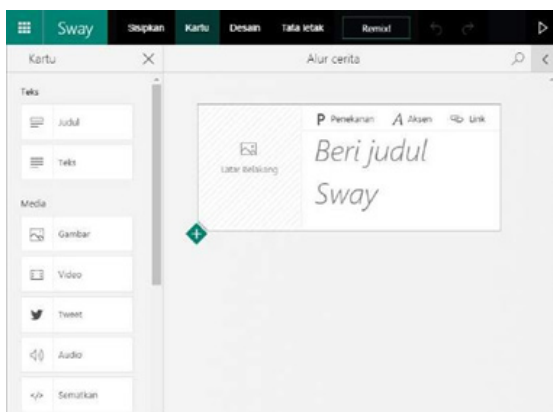 Sway Sisipkan Kartu Desain Tata letak Remix!
Kartu
Alur cerita
Teks
Judul
Teks
Media
Gambar
Video
Tweet
Audio
Sematkan
P Penekanan A Aksen Link
Latar Belakang
Beri judul
Sway